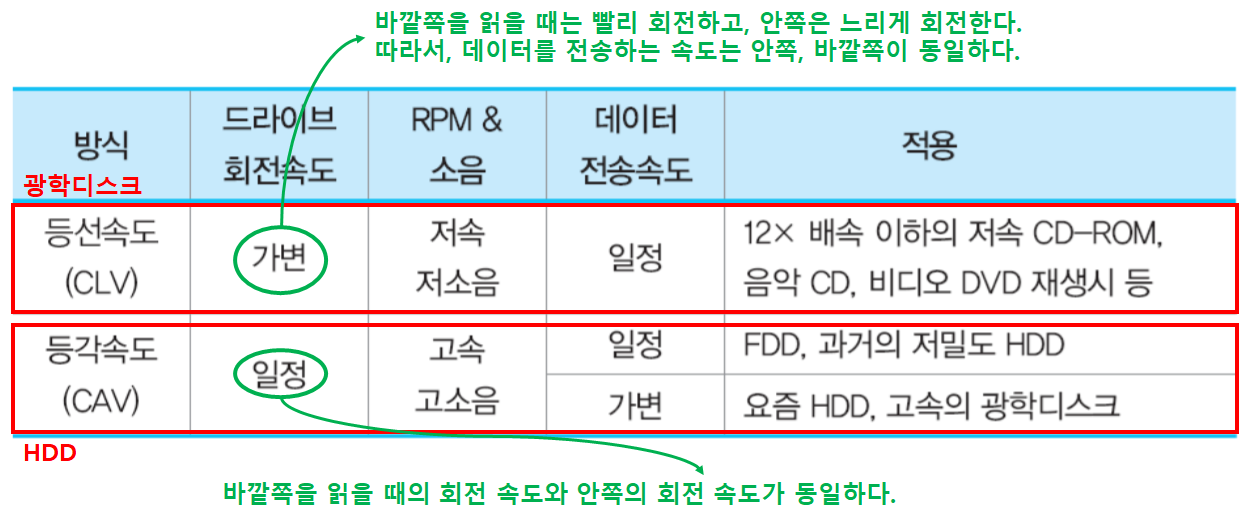 바깥쪽을 읽을 때는 빨리 회전하고, 안쪽은 느리게 회전한다.
따라서, 데이터를 전송하는 속도는 안쪽, 바깥쪽이 동일하다.
방식
드라이브
회전속도
RPM &
소음
데이터
전송속도
적용
광학디스크
등선속도
(CLV)
가변
저속
저소음
일정
12× 배속 이하의 저속 CD-ROM,
음악 CD, 비디오 DVD 재생시 등
등각속도
(CAV)
일정
고속
고소음
일정
FDD, 과거의 저밀도 HDD
가변
요즘 HDD, 고속의 광학디스크
HDD
바깥쪽을 읽을 때의 회전 속도와 안쪽의 회전 속도가 동일하다.